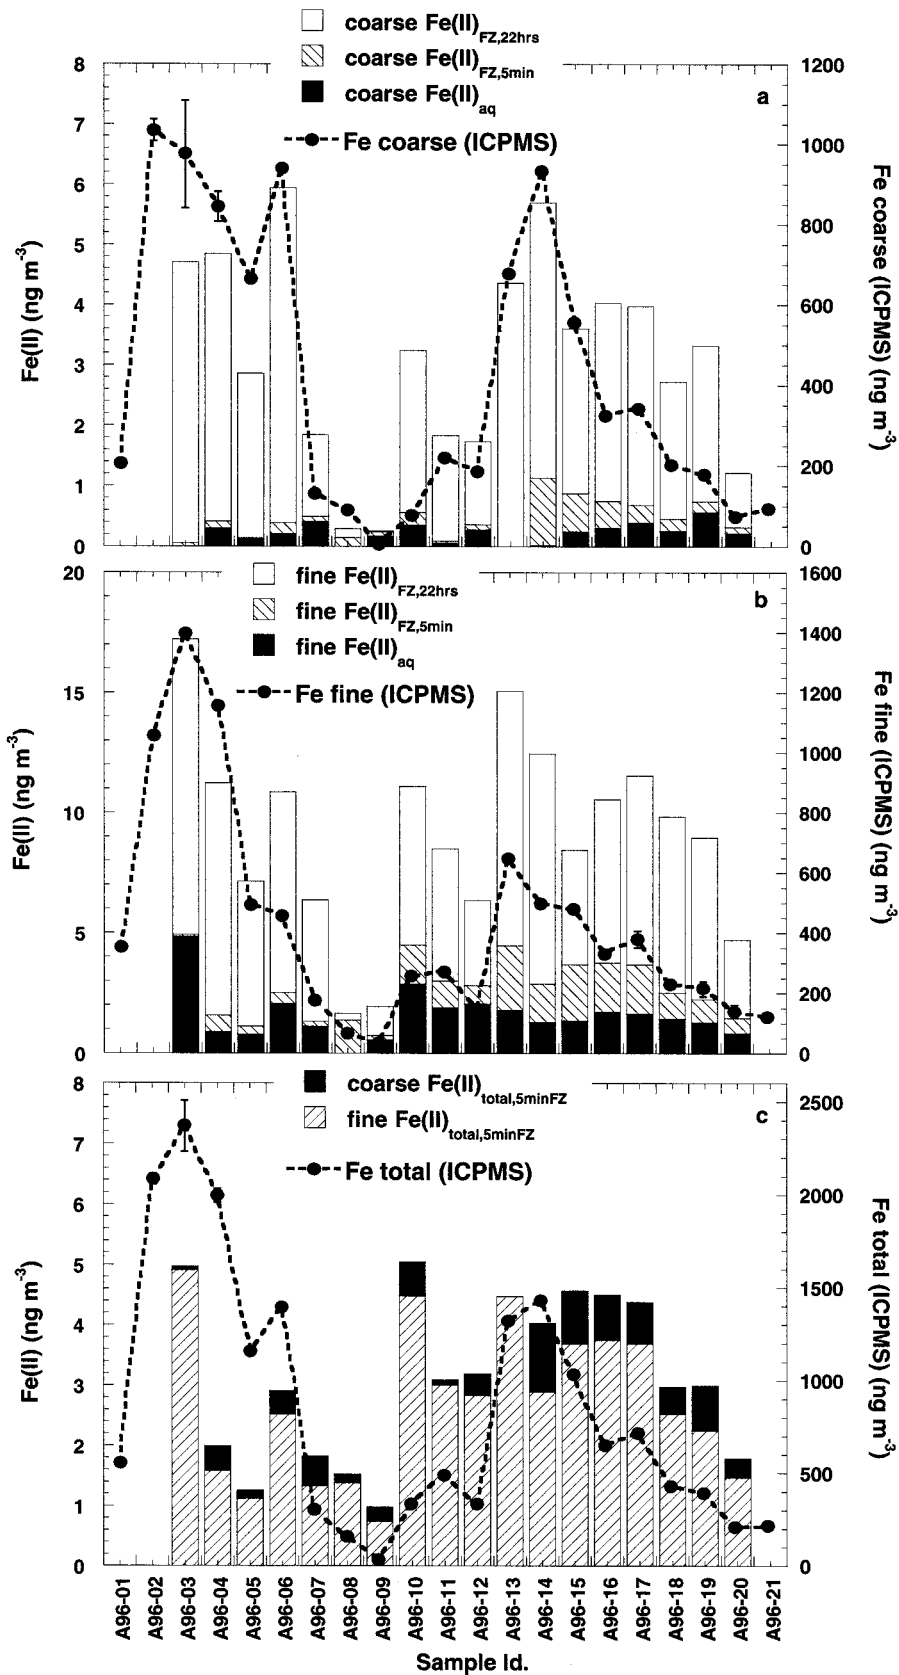 coarse Fe(II)FZ,22hrs
coarse Fe(II)FZ,5min
coarse Fe(II)aq
Fe coarse (ICPMS)
a
8
7
6
5
4
3
2
1
0
Fe(II) (ng m-3)
1200
1000
800
600
400
200
0
Fe coarse (ICPMS) (ng m-3)
fine Fe(II)FZ,22hrs
fine Fe(II)FZ,5min
fine Fe(II)aq
Fe fine (ICPMS)
b
20
15
10
5
0
Fe(II) (ng m-3)
1600
1400
1200
1000
800
600
400
200
0
Fe fine (ICPMS) (ng m-3)
coarse Fe(II)total,5minFZ
fine Fe(II)total,5minFZ
Fe total (ICPMS)
c
8
7
6
5
4
3
2
1
0
Fe(II) (ng m-3)
2500
2000
1500
1000
500
0
Fe total (ICPMS) (ng m-3)
A96-01
A96-02
A96-03
A96-04
A96-05
A96-06
A96-07
A96-08
A96-09
A96-10
A96-11
A96-12
A96-13
A96-14
A96-15
A96-16
A96-17
A96-18
A96-19
A96-20
A96-21
Sample Id.